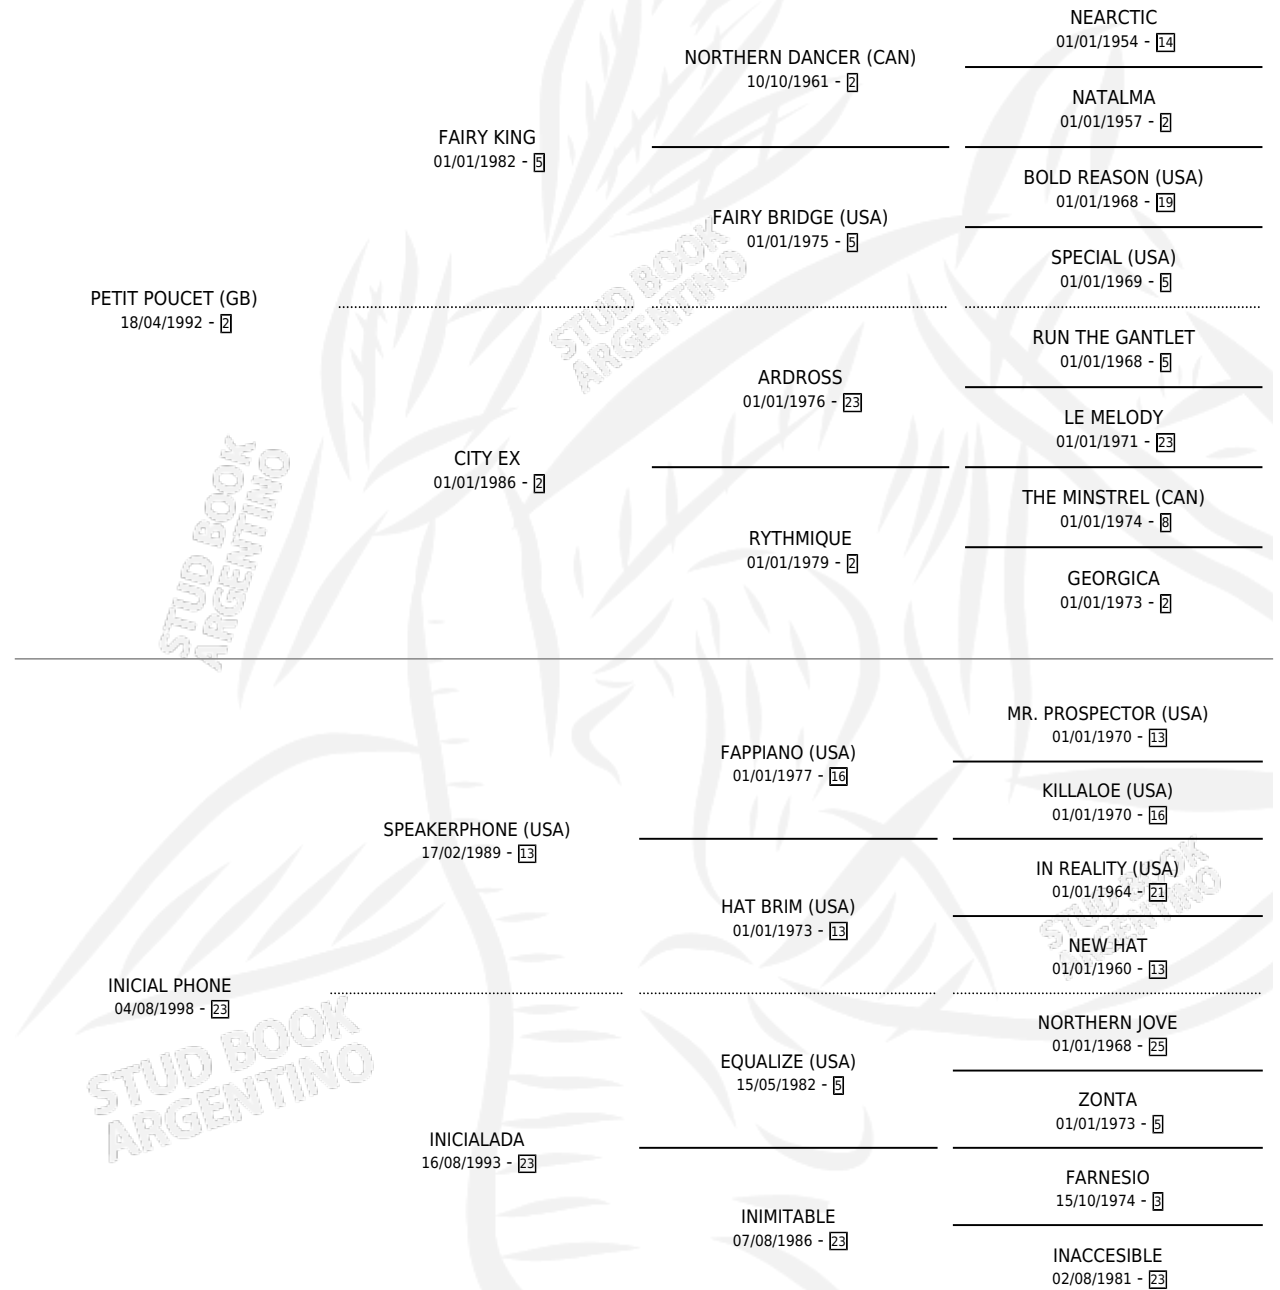 NEARCTIC
01/01/1954 - 14
NORTHERN DANCER (CAN)
10/10/1961 - 2
NATALMA
01/01/1957 - 2
FAIRY KING
01/01/1982 - 5
BOLD REASON (USA)
01/01/1968 - 19
FAIRY BRIDGE (USA)
01/01/1975 - 5
SPECIAL (USA)
01/01/1969 - 5
PETIT POUCET (GB)
18/04/1992 - 2
STUD BOOK
ARGENTINO
RUN THE GANTLET
01/01/1968 - 5
ARDROSS
01/01/1976 - 23
LE MELODY
01/01/1971 - 23
CITY EX
01/01/1986 - 2
THE MINSTREL (CAN)
01/01/1974 - 8
RYTHMIQUE
01/01/1979 - 2
GEORGICA
01/01/1973 - 2
STUD BOOK
ARGENTINO
MR. PROSPECTOR (USA)
01/01/1970 - 13
FAPPIANO (USA)
01/01/1977 - 16
KILLALOE (USA)
01/01/1970 - 16
SPEAKERPHONE (USA)
17/02/1989 - 13
IN REALITY (USA)
01/01/1964 - 21
HAT BRIM (USA)
01/01/1973 - 13
STUD BOOK
ARGENTINO
NEW HAT
01/01/1960 - 13
INICIAL PHONE
04/08/1998 - 23
STUD BOOK
ARGENTINO
NORTHERN JOVE
01/01/1968 - 25
EQUALIZE (USA)
15/05/1982 - 5
ZONTA
01/01/1973 - 5
INICIALADA
16/08/1993 - 23
FARNESIO
15/10/1974 - 3
INIMITABLE
07/08/1986 - 23
INACCESIBLE
02/08/1981 - 23